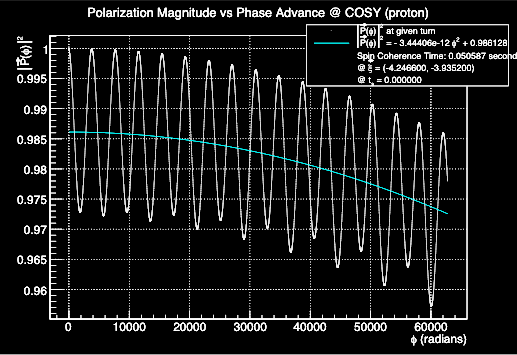 Polarization Magnitude vs Phase Advance @ COSY (proton)
|P(ϕ)|² at given turn
|P(ϕ)|² = - 3.44406e-12 ϕ² + 0.986128
Spin Coherence Time: 0.050587 second
@ ξ = (-4.246600, -3.935200)
@ t = 0.000000
|P(ϕ)|²
1
0.995
0.99
0.985
0.98
0.975
0.97
0.965
0.96
0 10000 20000 30000 40000 50000 60000
ϕ (radians)